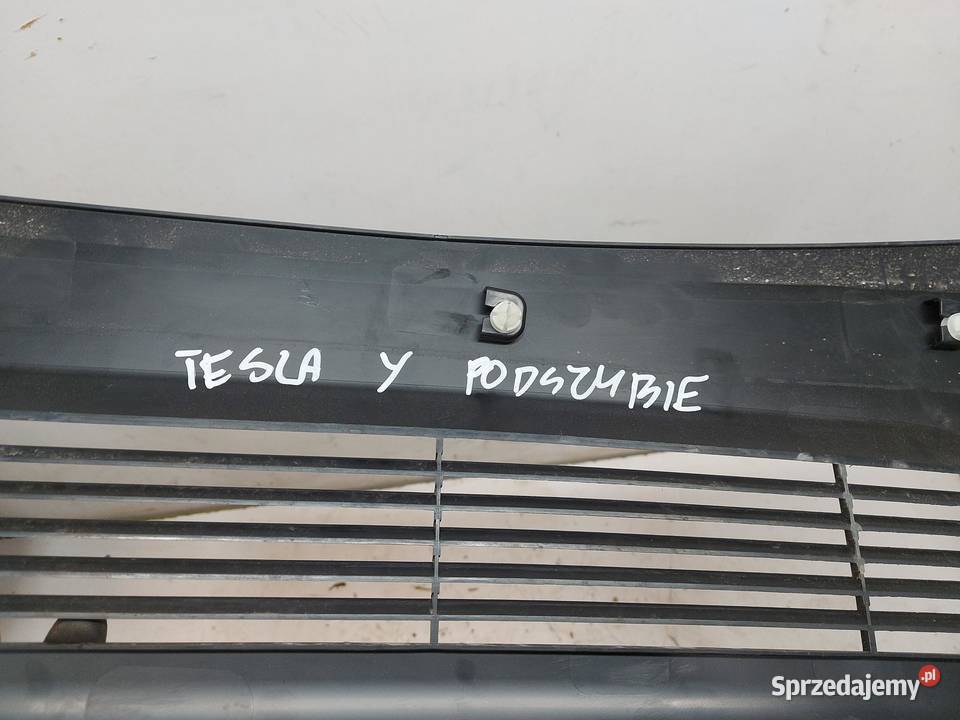 TESLA Y PODSZYBIE
Sprzedajemy.pl